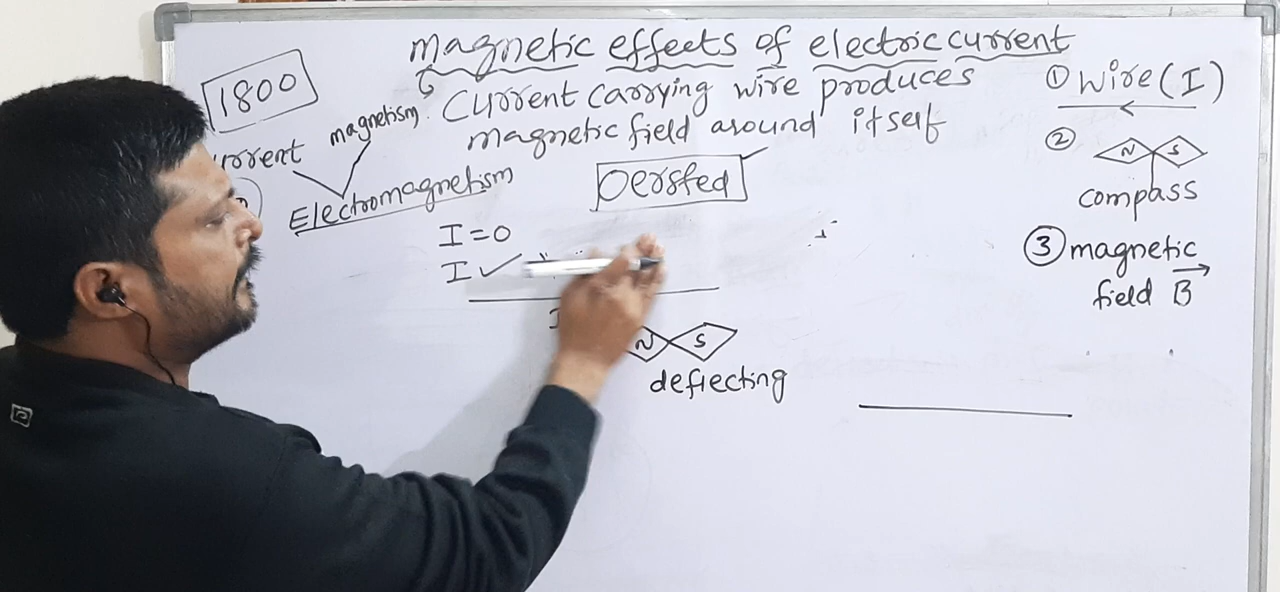 magnetic effects of electric current
1800
Current carrying wire produces
magnetic field around itself
magnetism
Electromagnetism
Oersted
I=0
I ✓
N S
deflecting
① Wire (I)
②
N S
compass
③ magnetic
field B